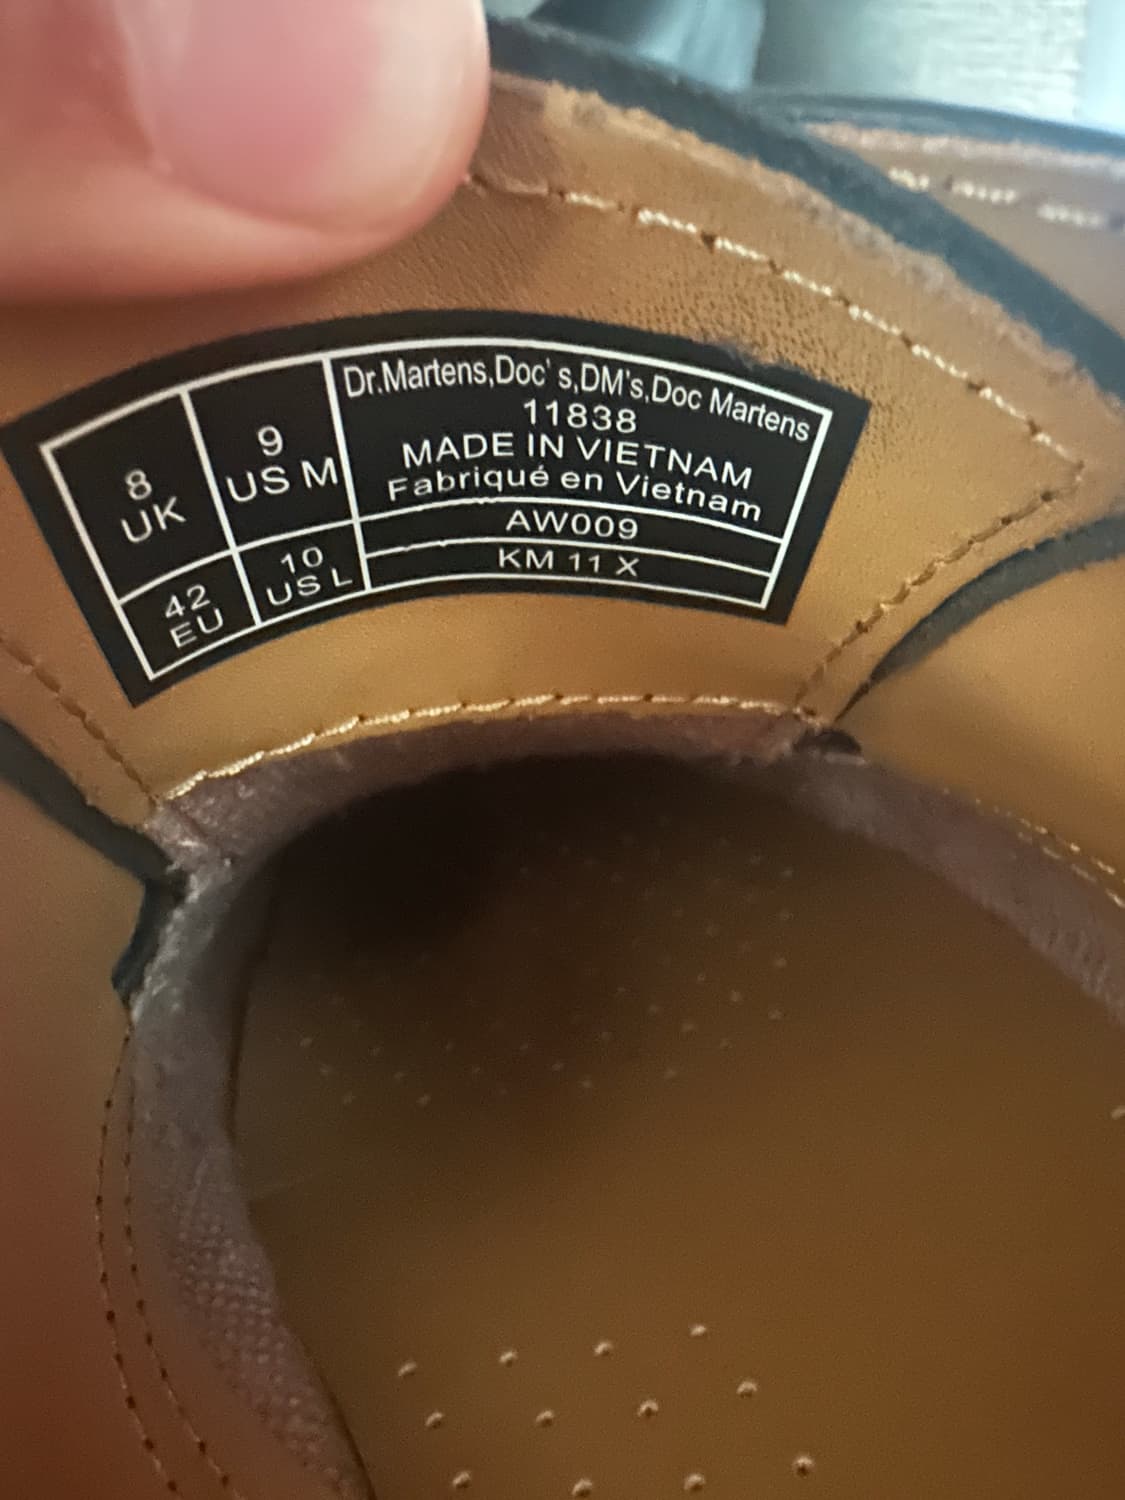 8
UK
9
US M
42
EU
10
US L
Dr.Martens,Doc's,DM's,Doc Martens
11838
MADE IN VIETNAM
Fabriqué en Vietnam
AW009
KM 11 X